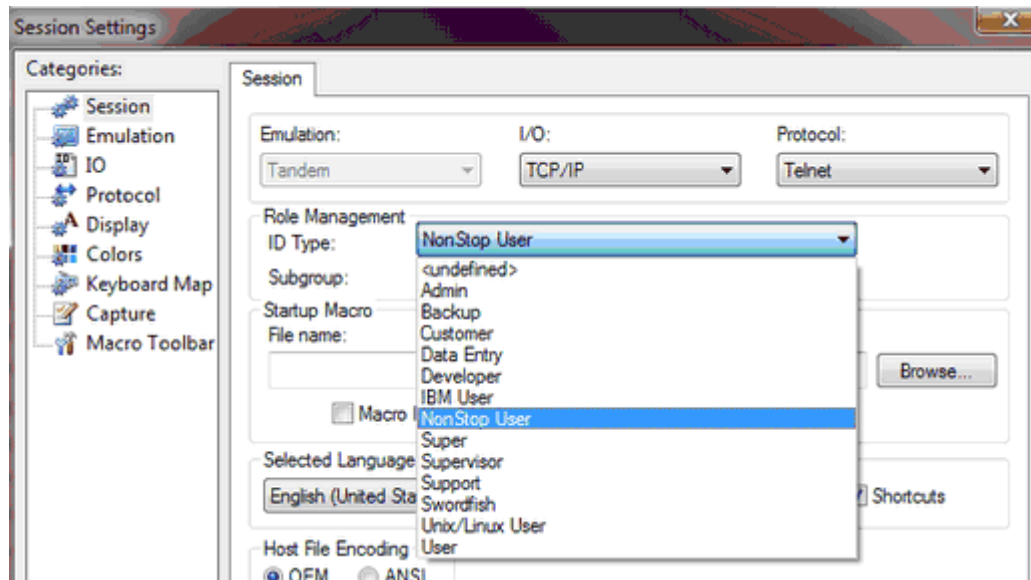 Session Settings
Categories:
Session
Emulation
IO
Protocol
Display
Colors
Keyboard Map
Capture
Macro Toolbar
Session
Emulation: I/O: Protocol:
Tandem TCP/IP Telnet
Role Management
ID Type: NonStop User
Subgroup:
<undefined>
Admin
Backup
Customer
Data Entry
Developer
IBM User
NonStop User
Super
Supervisor
Support
Swordfish
Unix/Linux User
User
Startup Macro
File name:
Browse...
Macro
Selected Language
English (United Sta
Shortcuts
Host File Encoding
OEM ANSI